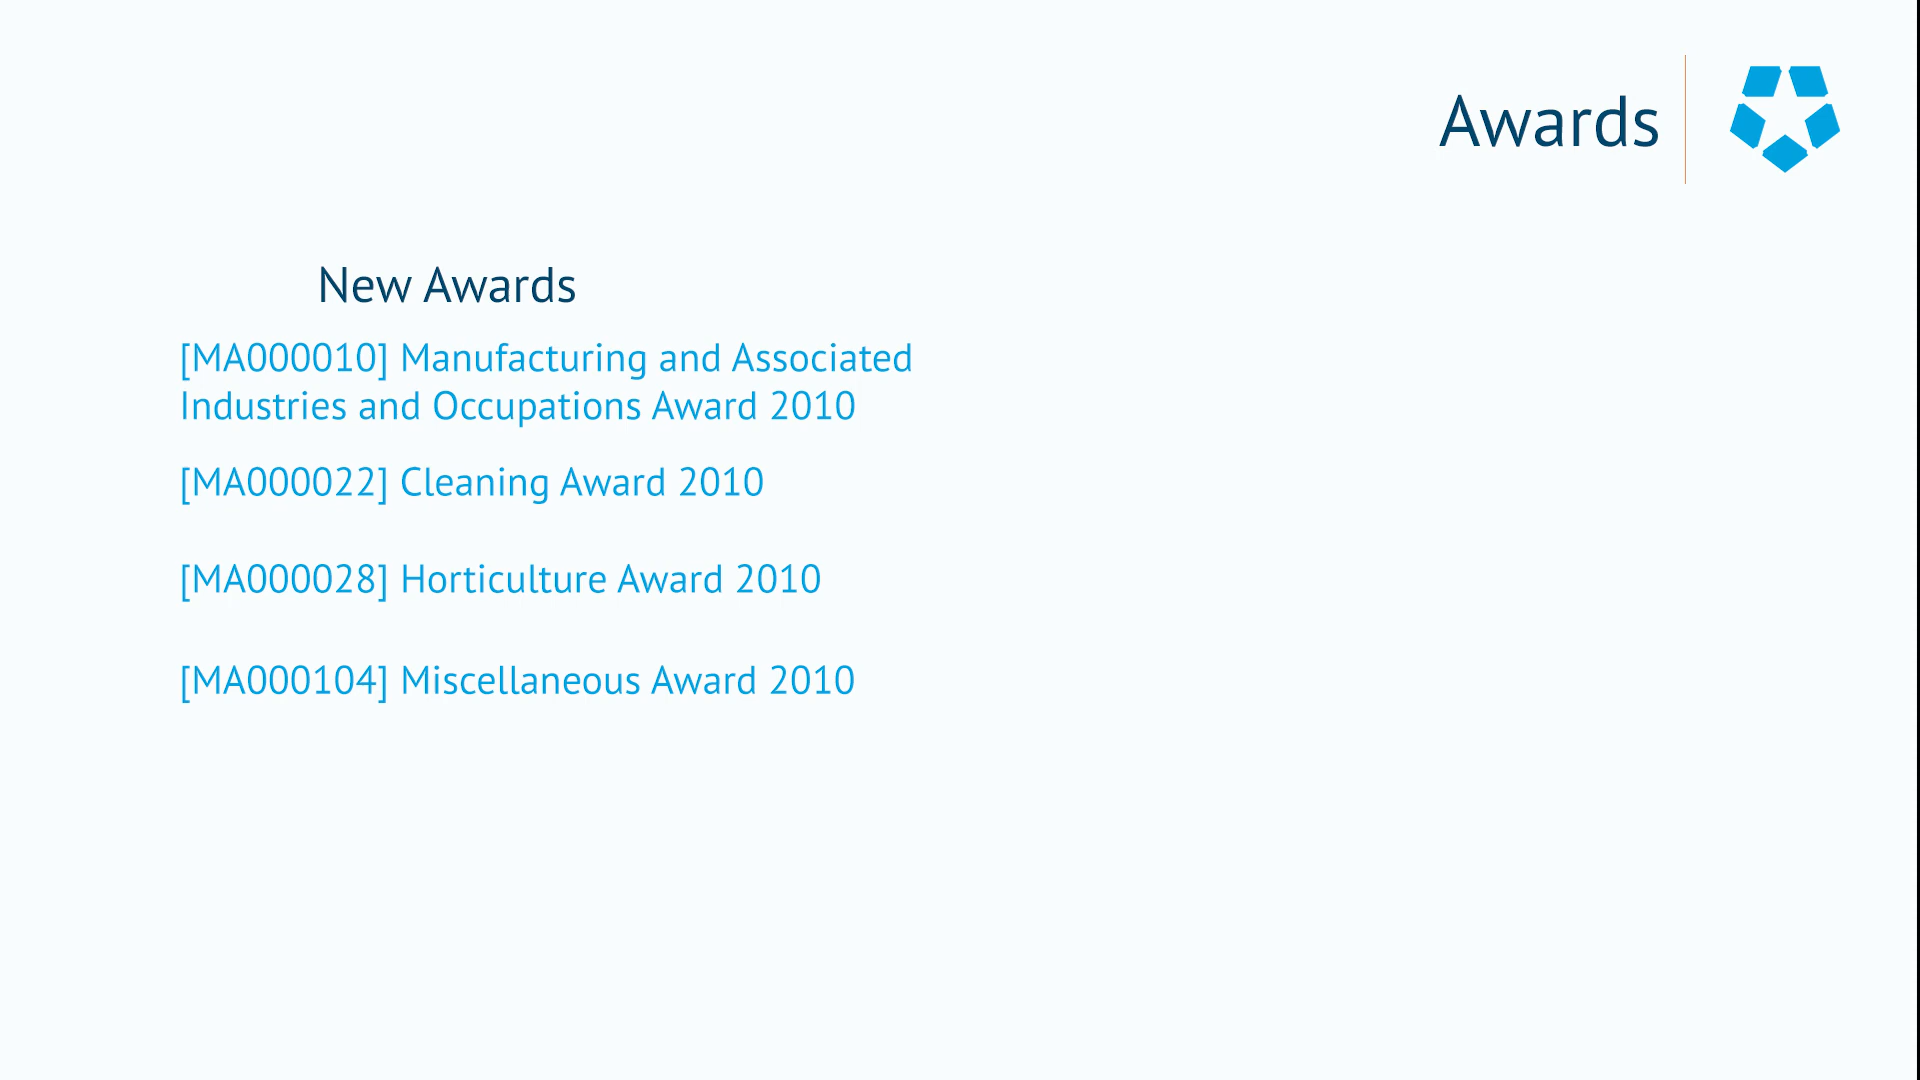 Awards
New Awards
[MA000010] Manufacturing and Associated
Industries and Occupations Award 2010
[MA000022] Cleaning Award 2010
[MA000028] Horticulture Award 2010
[MA000104] Miscellaneous Award 2010